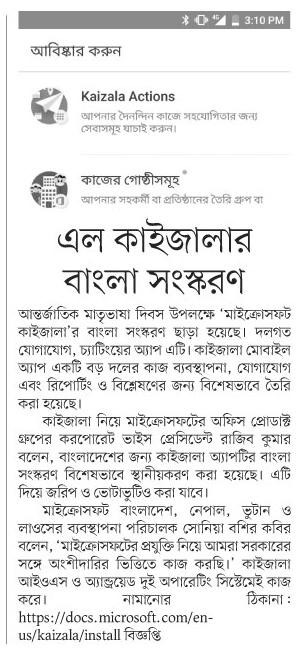 3:10 PM
আবিষ্কার করুন
Kaizala Actions
আপনার দৈনন্দিন কাজে সহযোগিতার জন্য
সেবাসমূহ যাচাই করুন।
কাজের গোষ্ঠীসমূহ
আপনার সহকর্মী বা প্রতিষ্ঠানের তৈরি গ্রুপ বা
এল কাইজালার
বাংলা সংস্করণ
আন্তর্জাতিক মাতৃভাষা দিবস উপলক্ষে ‘মাইক্রোসফট
কাইজালা’র বাংলা সংস্করণ ছাড়া হয়েছে। দলগত
যোগাযোগ, চ্যাটিংয়ের অ্যাপ এটি। কাইজালা মোবাইল
অ্যাপ একটি বড় দলের কাজ ব্যবস্থাপনা, যোগাযোগ
এবং রিপোর্টিং ও বিশ্লেষণের জন্য বিশেষভাবে তৈরি
করা হয়েছে।
কাইজালা নিয়ে মাইক্রোসফটের অফিস প্রোডাক্ট
গ্রুপের করপোরেট ভাইস প্রেসিডেন্ট রাজিব কুমার
বলেন, বাংলাদেশের জন্য কাইজালা অ্যাপটির বাংলা
সংস্করণ বিশেষভাবে স্থানীয়করণ করা হয়েছে। এটি
দিয়ে জরিপ ও ভোটাভুটিও করা যাবে।
মাইক্রোসফট বাংলাদেশ, নেপাল, ভুটান ও
লাওসের ব্যবস্থাপনা পরিচালক সোনিয়া বশির কবির
বলেন, ‘মাইক্রোসফটের প্রযুক্তি নিয়ে আমরা সরকারের
সঙ্গে অংশীদারির ভিত্তিতে কাজ করছি।’ কাইজালা
আইওএস ও অ্যান্ড্রয়েড দুই অপারেটিং সিস্টেমেই কাজ
করে। নামানোর ঠিকানা :
https://docs.microsoft.com/en-
us/kaizala/install বিজ্ঞপ্তি